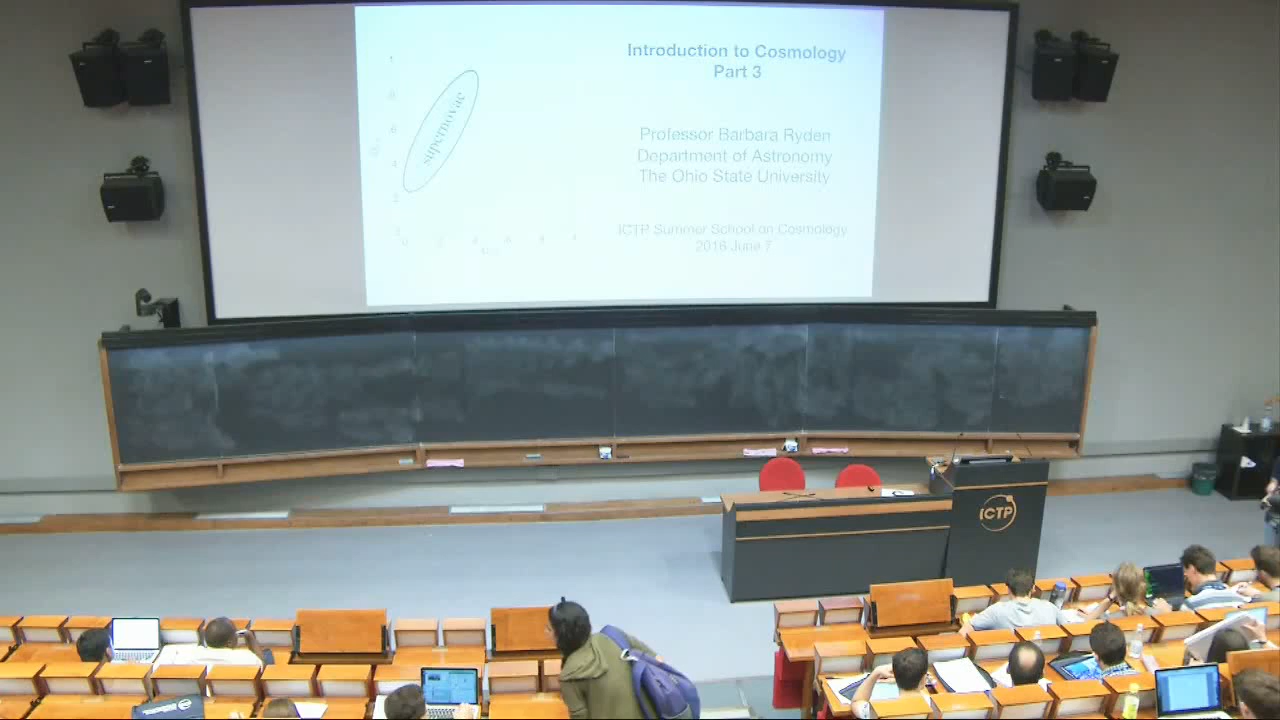 Introduction to Cosmology
Part 3
supernovae
Professor Barbara Ryden
Department of Astronomy
The Ohio State University
ICTP Summer School on Cosmology
2016 June 7
ICTP